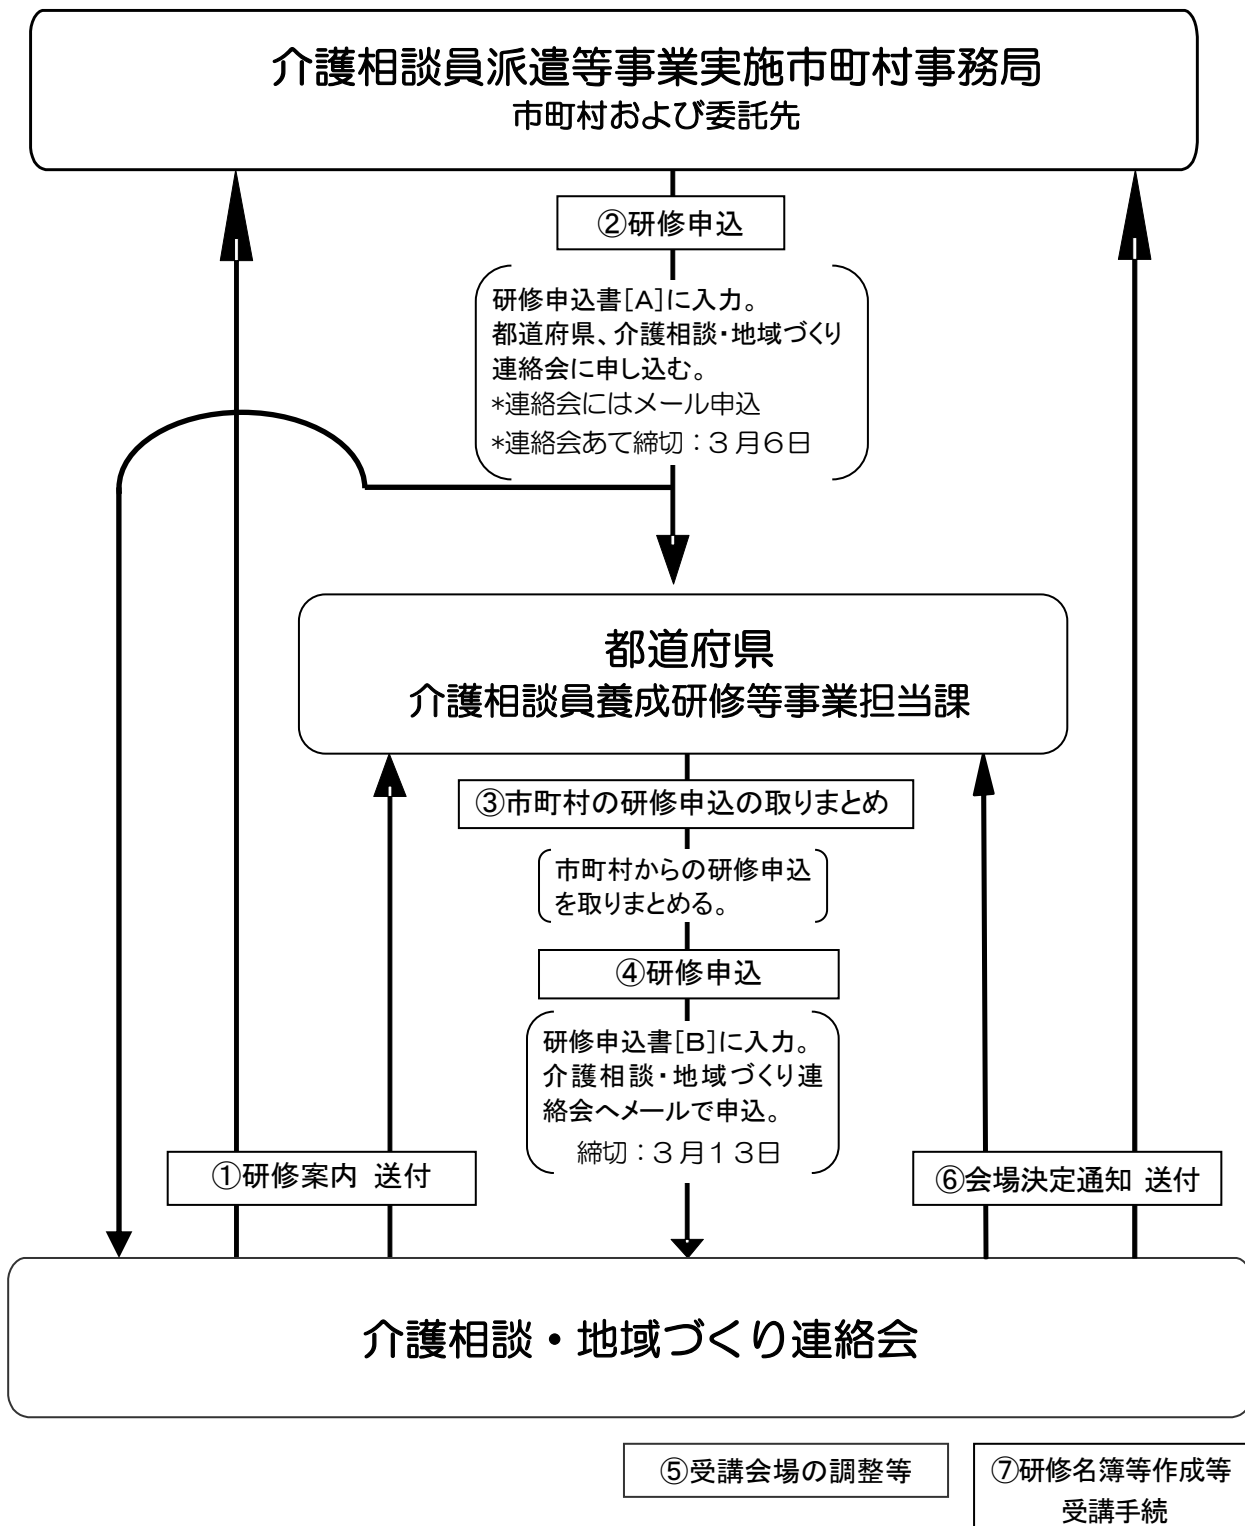 介護相談員派遣等事業実施市町村事務局
市町村および委託先
②研修申込
研修申込書[A]に入力。
都道府県、介護相談・地域づくり
連絡会に申し込む。
*連絡会にはメール申込
*連絡会あて締切：３月６日
都道府県
介護相談員養成研修等事業担当課
③市町村の研修申込の取りまとめ
市町村からの研修申込
を取りまとめる。
④研修申込
研修申込書[B]に入力。
介護相談・地域づくり連
絡会へメールで申込。
締切：３月１３日
①研修案内 送付
⑥会場決定通知 送付
介護相談・地域づくり連絡会
⑤受講会場の調整等
⑦研修名簿等作成等
受講手続